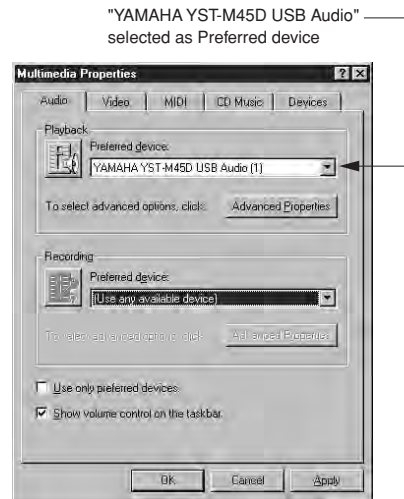 "YAMAHA YST-M45D USB Audio"
selected as Preferred device
Multimedia Properties
Audio Video MIDI CD Music Devices
Playback
Preferred device:
YAMAHA YST-M45D USB Audio (1)
To select advanced options, click: Advanced Properties
Recording
Preferred device:
(Use any available device)
To select advanced options, click: Advanced Properties
Use only preferred devices.
Show volume control on the taskbar.
OK Cancel Apply